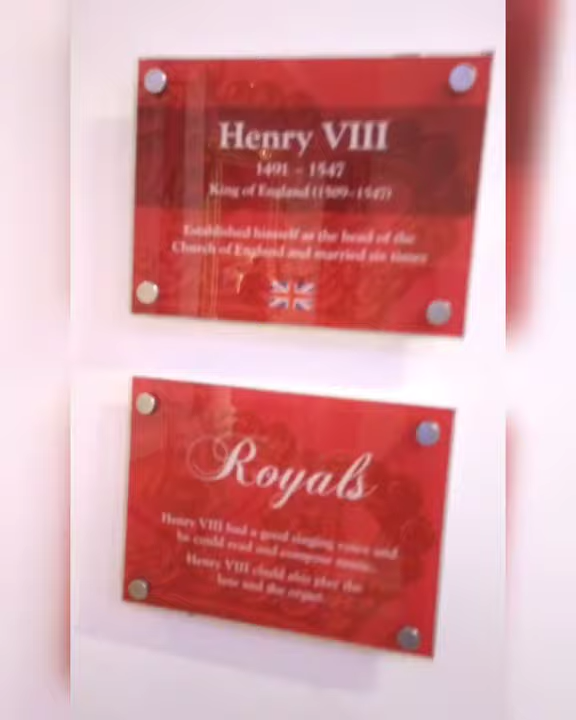 Henry VIII
1491 - 1547
King of England (1509-1547)
Established himself as the head of the
Church of England and married six times
Royals
Henry VIII had a good singing voice and
he could read and compose music.
Henry VIII could also play the
lute and the organ.